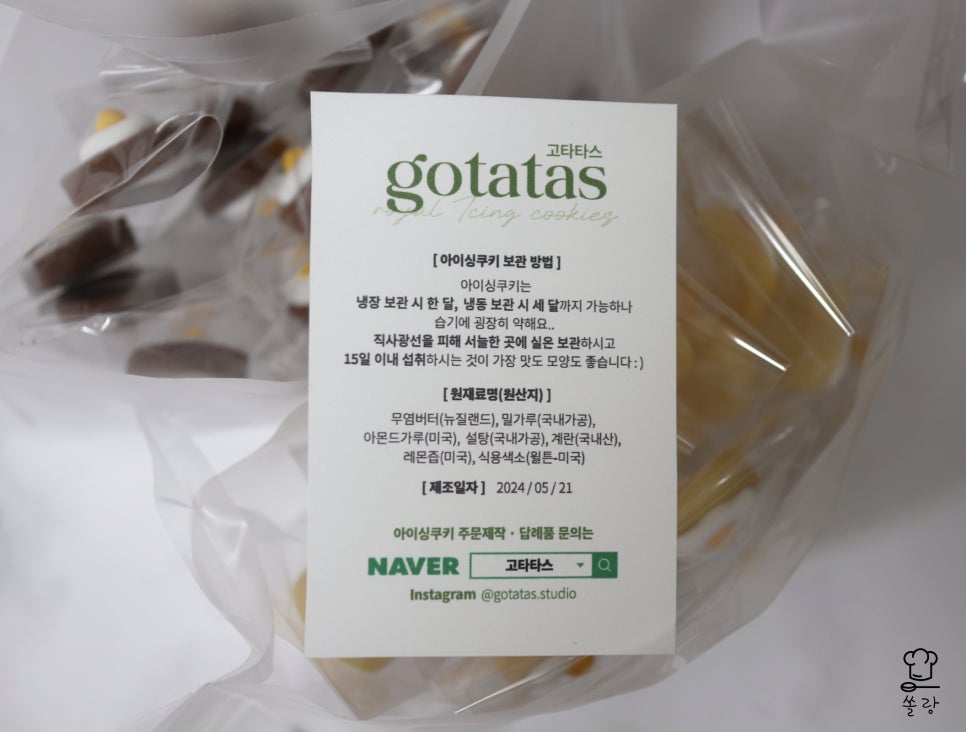 고타타스
gotatas
royal Icing cookies
[ 아이싱쿠키 보관 방법 ]
아이싱쿠키는
냉장 보관 시 한 달, 냉동 보관 시 세 달까지 가능하나
습기에 굉장히 약해요..
직사광선을 피해 서늘한 곳에 실온 보관하시고
15일 이내 섭취하시는 것이 가장 맛도 모양도 좋습니다 : )
[ 원재료명(원산지) ]
무염버터(뉴질랜드), 밀가루(국내가공),
아몬드가루(미국), 설탕(국내가공), 계란(국내산),
레몬즙(미국), 식용색소(윌튼-미국)
[ 제조일자 ] 2024 / 05 / 21
아이싱쿠키 주문제작 · 답례품 문의는
NAVER 고타타스
Instagram @gotatas.studio
쏠랑